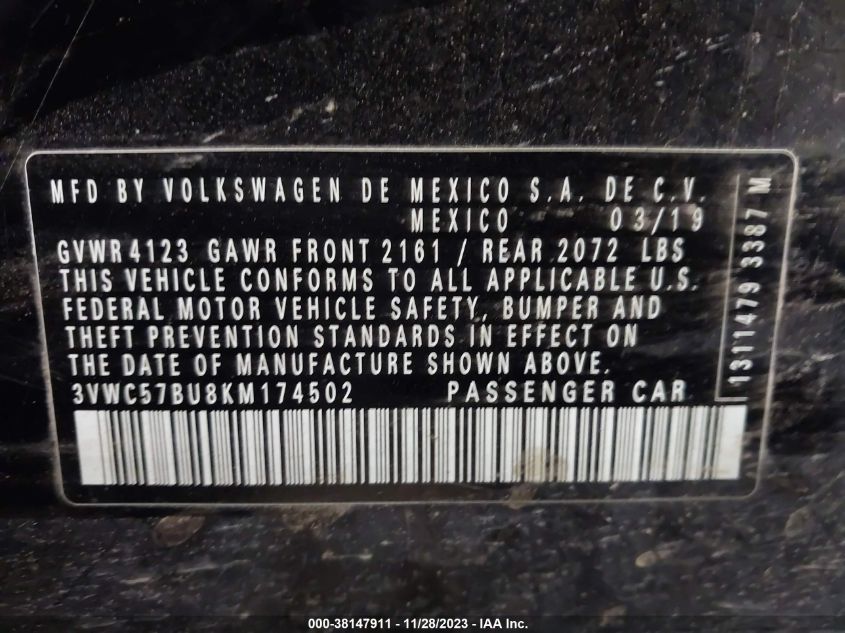 MFD BY VOLKSWAGEN DE MEXICO S.A. DE C.V.
MEXICO 03/19
GVWR 4123 GAWR FRONT 2161 / REAR 2072 LBS
THIS VEHICLE CONFORMS TO ALL APPLICABLE U.S.
FEDERAL MOTOR VEHICLE SAFETY, BUMPER AND
THEFT PREVENTION STANDARDS IN EFFECT ON
THE DATE OF MANUFACTURE SHOWN ABOVE.
3VWC57BU8KM174502 PASSENGER CAR
1311479 3387 M
000-38147911 - 11/28/2023 - IAA Inc.